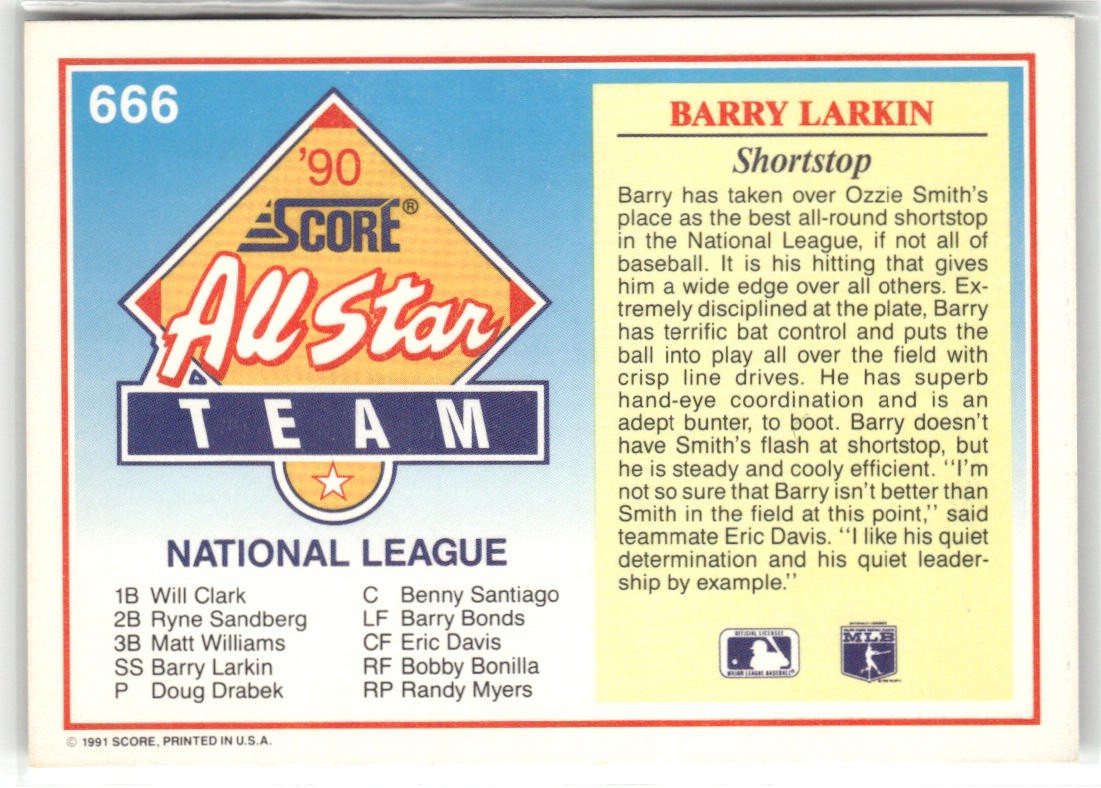 666
'90
SCORE®
All Star
TEAM
NATIONAL LEAGUE
1B Will Clark
2B Ryne Sandberg
3B Matt Williams
SS Barry Larkin
P Doug Drabek
C Benny Santiago
LF Barry Bonds
CF Eric Davis
RF Bobby Bonilla
RP Randy Myers
BARRY LARKIN
Shortstop
Barry has taken over Ozzie Smith's
place as the best all-round shortstop
in the National League, if not all of
baseball. It is his hitting that gives
him a wide edge over all others. Ex-
tremely disciplined at the plate, Barry
has terrific bat control and puts the
ball into play all over the field with
crisp line drives. He has superb
hand-eye coordination and is an
adept bunter, to boot. Barry doesn't
have Smith's flash at shortstop, but
he is steady and cooly efficient. "I'm
not so sure that Barry isn't better than
Smith in the field at this point," said
teammate Eric Davis. "I like his quiet
determination and his quiet leader-
ship by example."
OFFICIAL LICENSEE
MAJOR LEAGUE BASEBALL
MLB
© 1991 SCORE, PRINTED IN U.S.A.